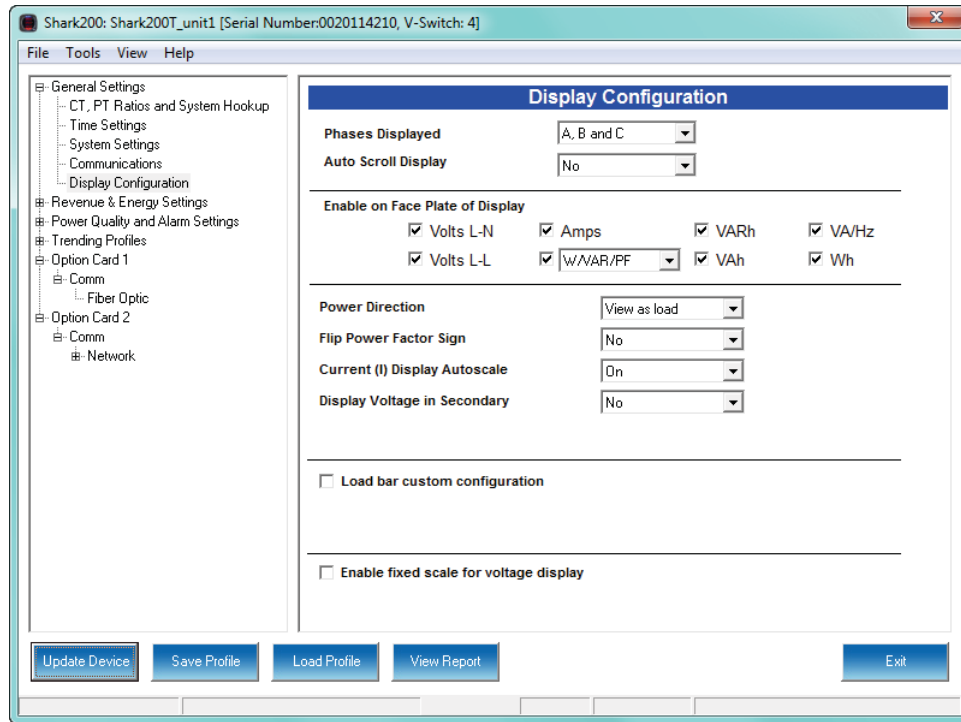 Shark200: Shark200T_unit1 [Serial Number:0020114210, V-Switch: 4]
File Tools View Help
General Settings
CT, PT Ratios and System Hookup
Time Settings
System Settings
Communications
Display Configuration
Revenue & Energy Settings
Power Quality and Alarm Settings
Trending Profiles
Option Card 1
Comm
Fiber Optic
Option Card 2
Comm
Network
Display Configuration
Phases Displayed A, B and C
Auto Scroll Display No
Enable on Face Plate of Display
Volts L-N Amps VARh VA/Hz
Volts L-L W/VAR/PF VAh Wh
Power Direction View as load
Flip Power Factor Sign No
Current (I) Display Autoscale On
Display Voltage in Secondary No
Load bar custom configuration
Enable fixed scale for voltage display
Update Device Save Profile Load Profile View Report Exit